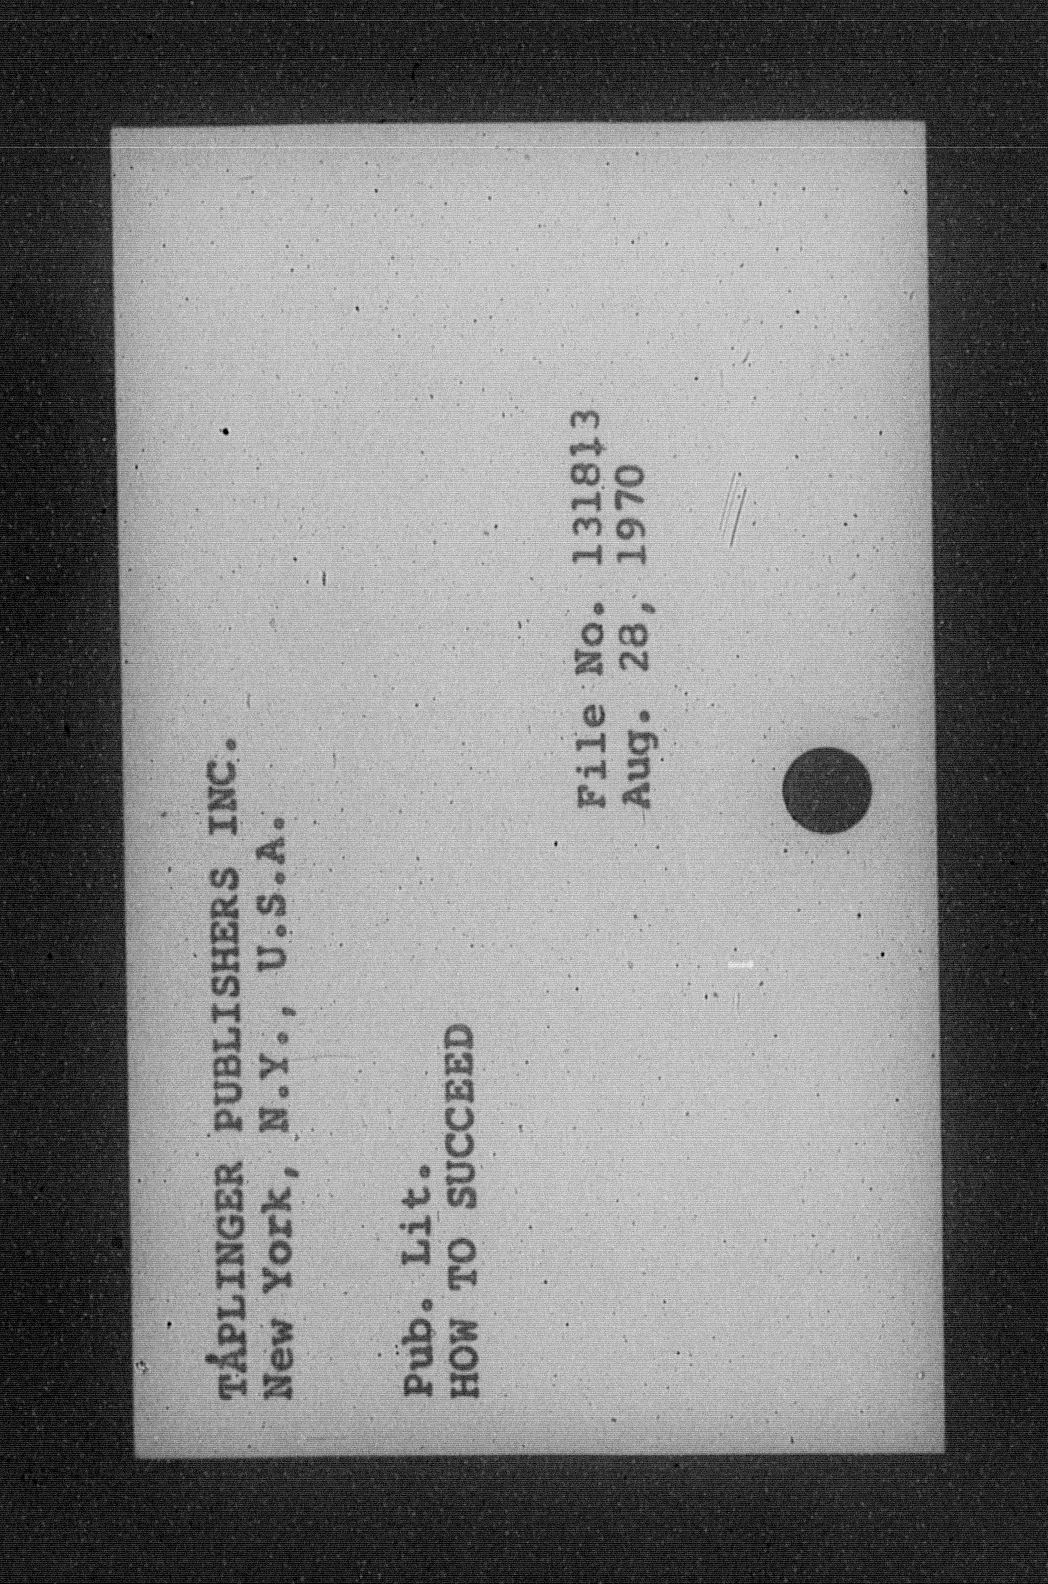 TAPLINGER PUBLISHERS INC.
New York, N.Y., U.S.A.
Pub. Lit.
HOW TO SUCCEED
File No. 131813
Aug. 28, 1970